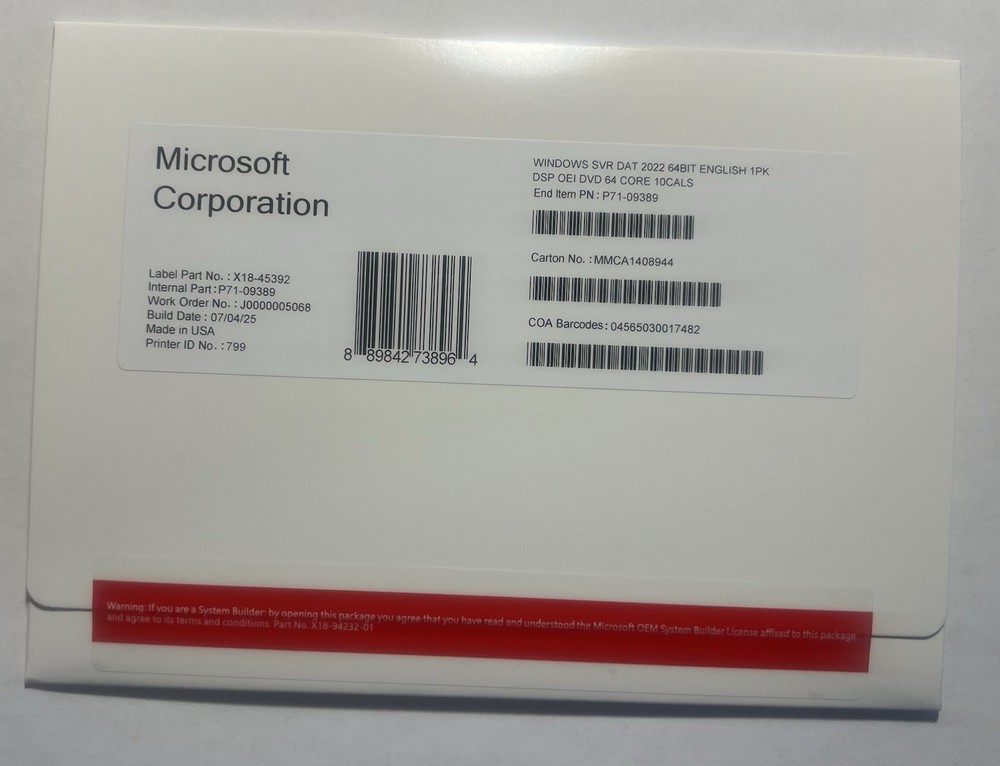 Microsoft
Corporation
Label Part No. : X18-45392
Internal Part : P71-09389
Work Order No. : J0000005068
Build Date : 07/04/25
Made in USA
Printer ID No. : 799
8 89842 73896 4
WINDOWS SVR DAT 2022 64BIT ENGLISH 1PK
DSP OEI DVD 64 CORE 10CALS
End Item PN : P71-09389
Carton No. : MMCA1408944
COA Barcodes : 04565030017482
Warning: If you are a System Builder: by opening this package you agree that you have read and understood the Microsoft OEM System Builder License affixed to this package
and agree to its terms and conditions. Part No. X18-94232-01